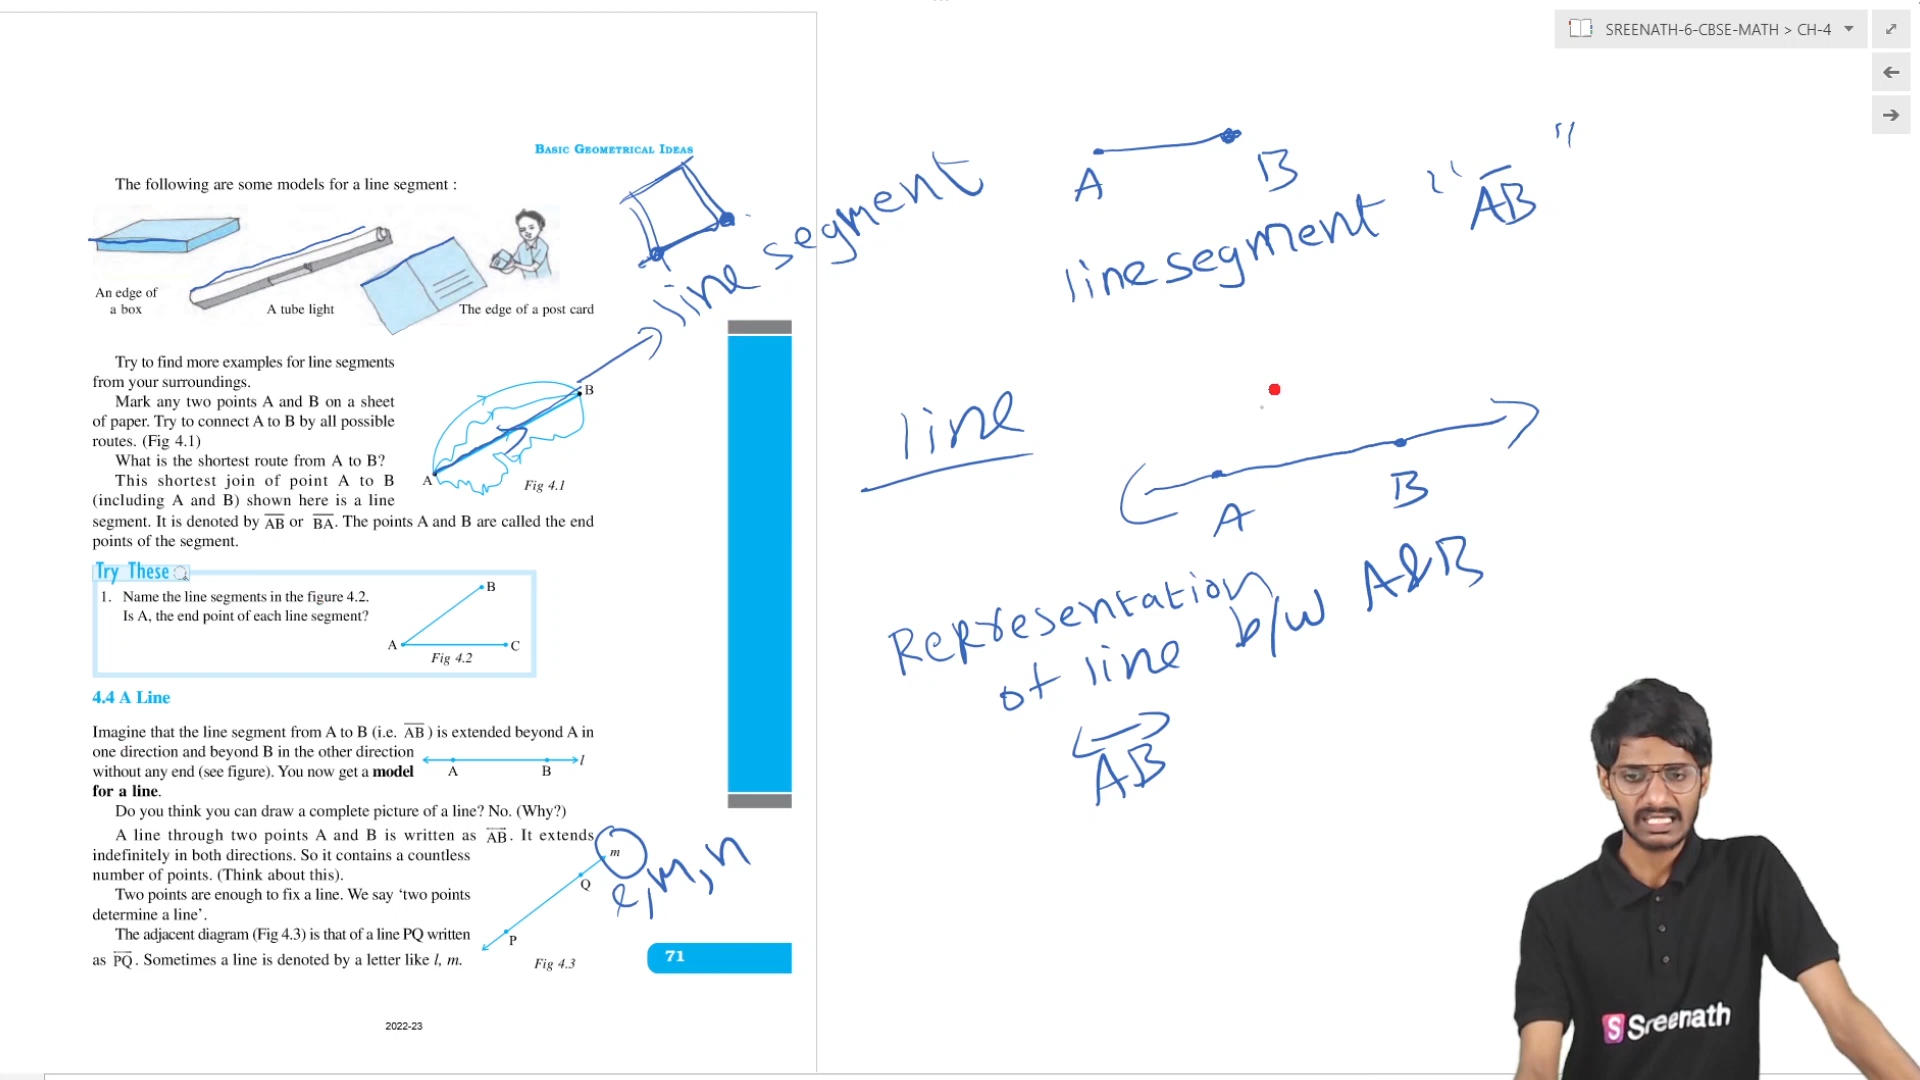 SREENATH-6-CBSE-MATH > CH-4
BASIC GEOMETRICAL IDEAS
The following are some models for a line segment :
An edge of
a box
A tube light
The edge of a post card
Try to find more examples for line segments
from your surroundings.
Mark any two points A and B on a sheet
of paper. Try to connect A to B by all possible
routes. (Fig 4.1)
What is the shortest route from A to B?
This shortest join of point A to B
(including A and B) shown here is a line
segment. It is denoted by A̅B̅ or B̅A̅. The points A and B are called the end
points of the segment.
A
B
Fig 4.1
line segment
Try These
1. Name the line segments in the figure 4.2.
Is A, the end point of each line segment?
B
A
C
Fig 4.2
4.4 A Line
Imagine that the line segment from A to B (i.e. A̅B̅) is extended beyond A in
one direction and beyond B in the other direction
without any end (see figure). You now get a model
for a line.
A
B
l
Do you think you can draw a complete picture of a line? No. (Why?)
A line through two points A and B is written as AB. It extends
indefinitely in both directions. So it contains a countless
number of points. (Think about this).
Two points are enough to fix a line. We say ‘two points
determine a line’.
The adjacent diagram (Fig 4.3) is that of a line PQ written
as PQ. Sometimes a line is denoted by a letter like l, m.
m
Q
P
Fig 4.3
l, m, n
71
2022-23
A
B
line segment "A̅B̅"
line
A
B
Representation
of line b/w A&B
AB
S Sreenath